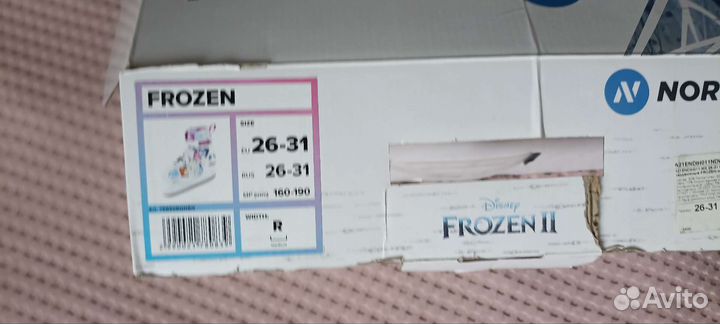 FROZEN
SIZE
EU 26-31
RUS 26-31
MP (mm) 160-190
WIDTH
R
Disney
FROZEN II
NOR
26-31
Avito